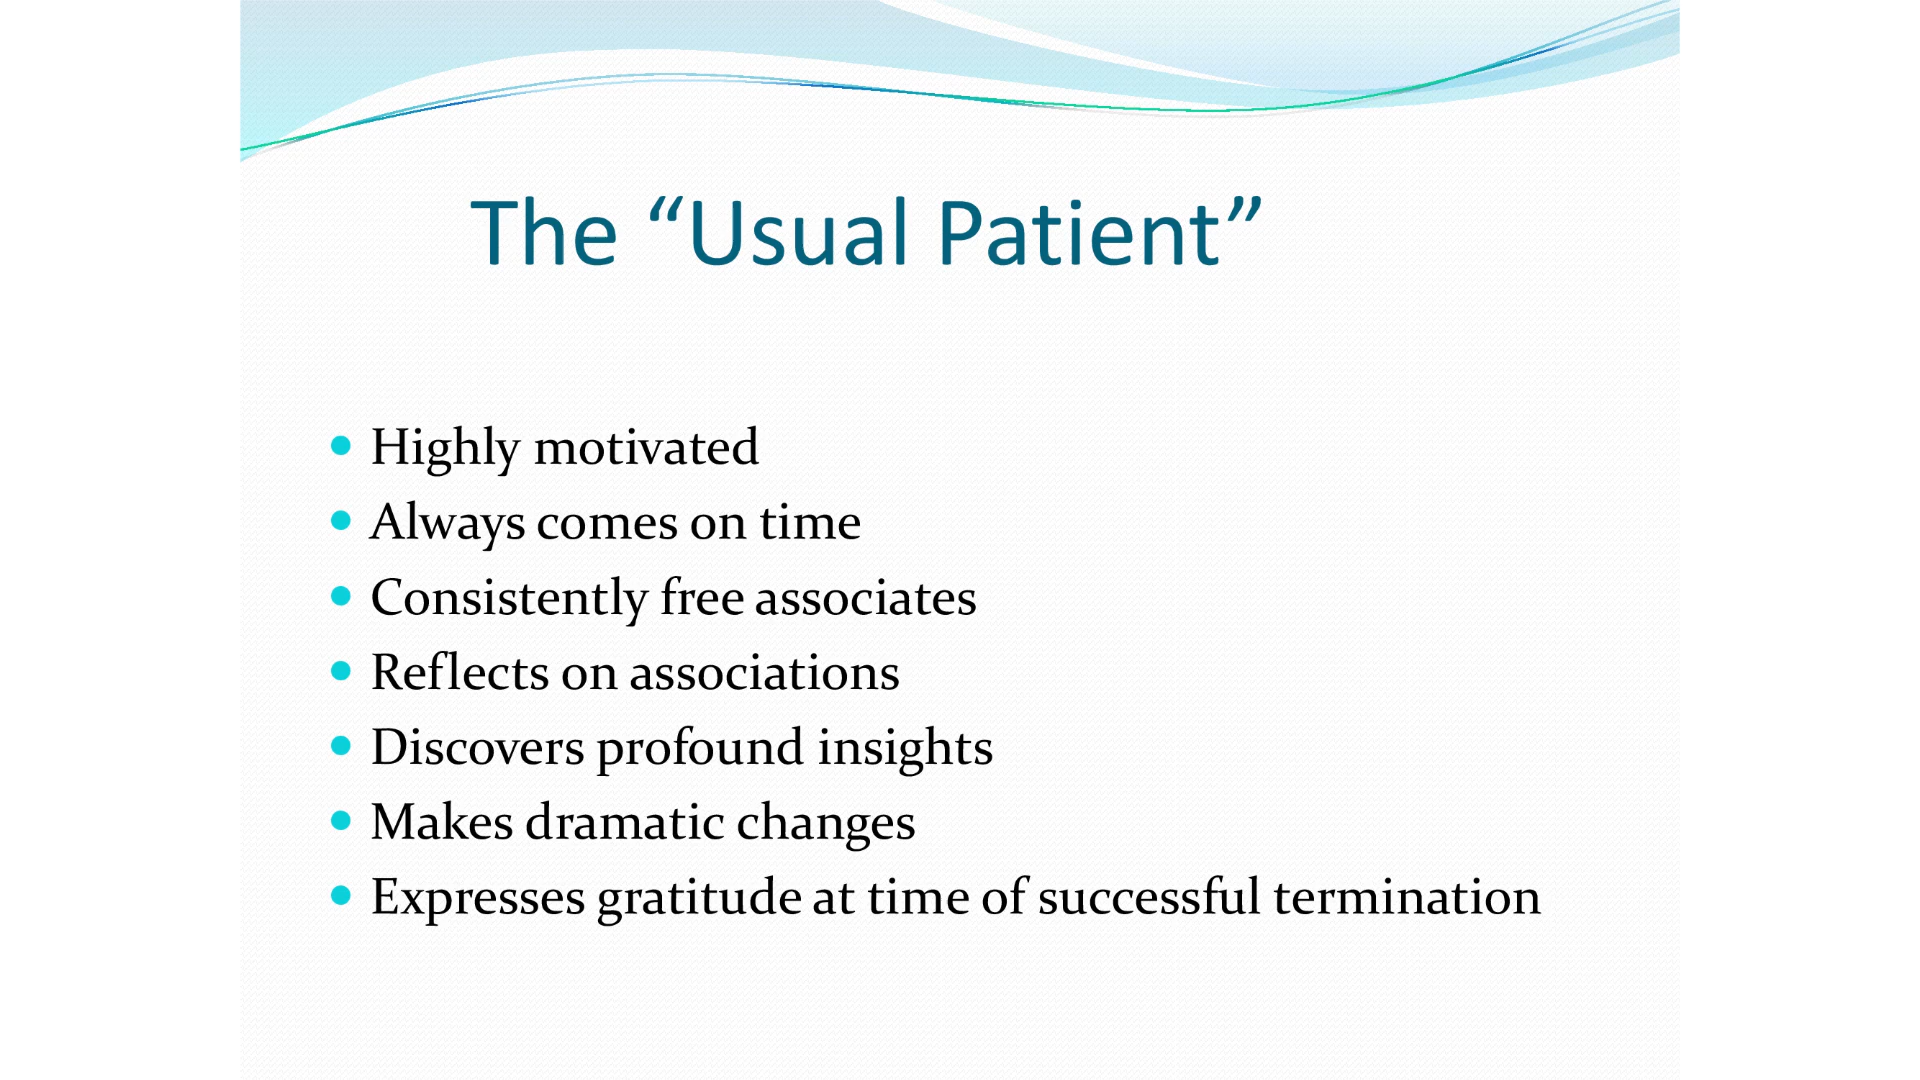 The “Usual Patient”
• Highly motivated
• Always comes on time
• Consistently free associates
• Reflects on associations
• Discovers profound insights
• Makes dramatic changes
• Expresses gratitude at time of successful termination